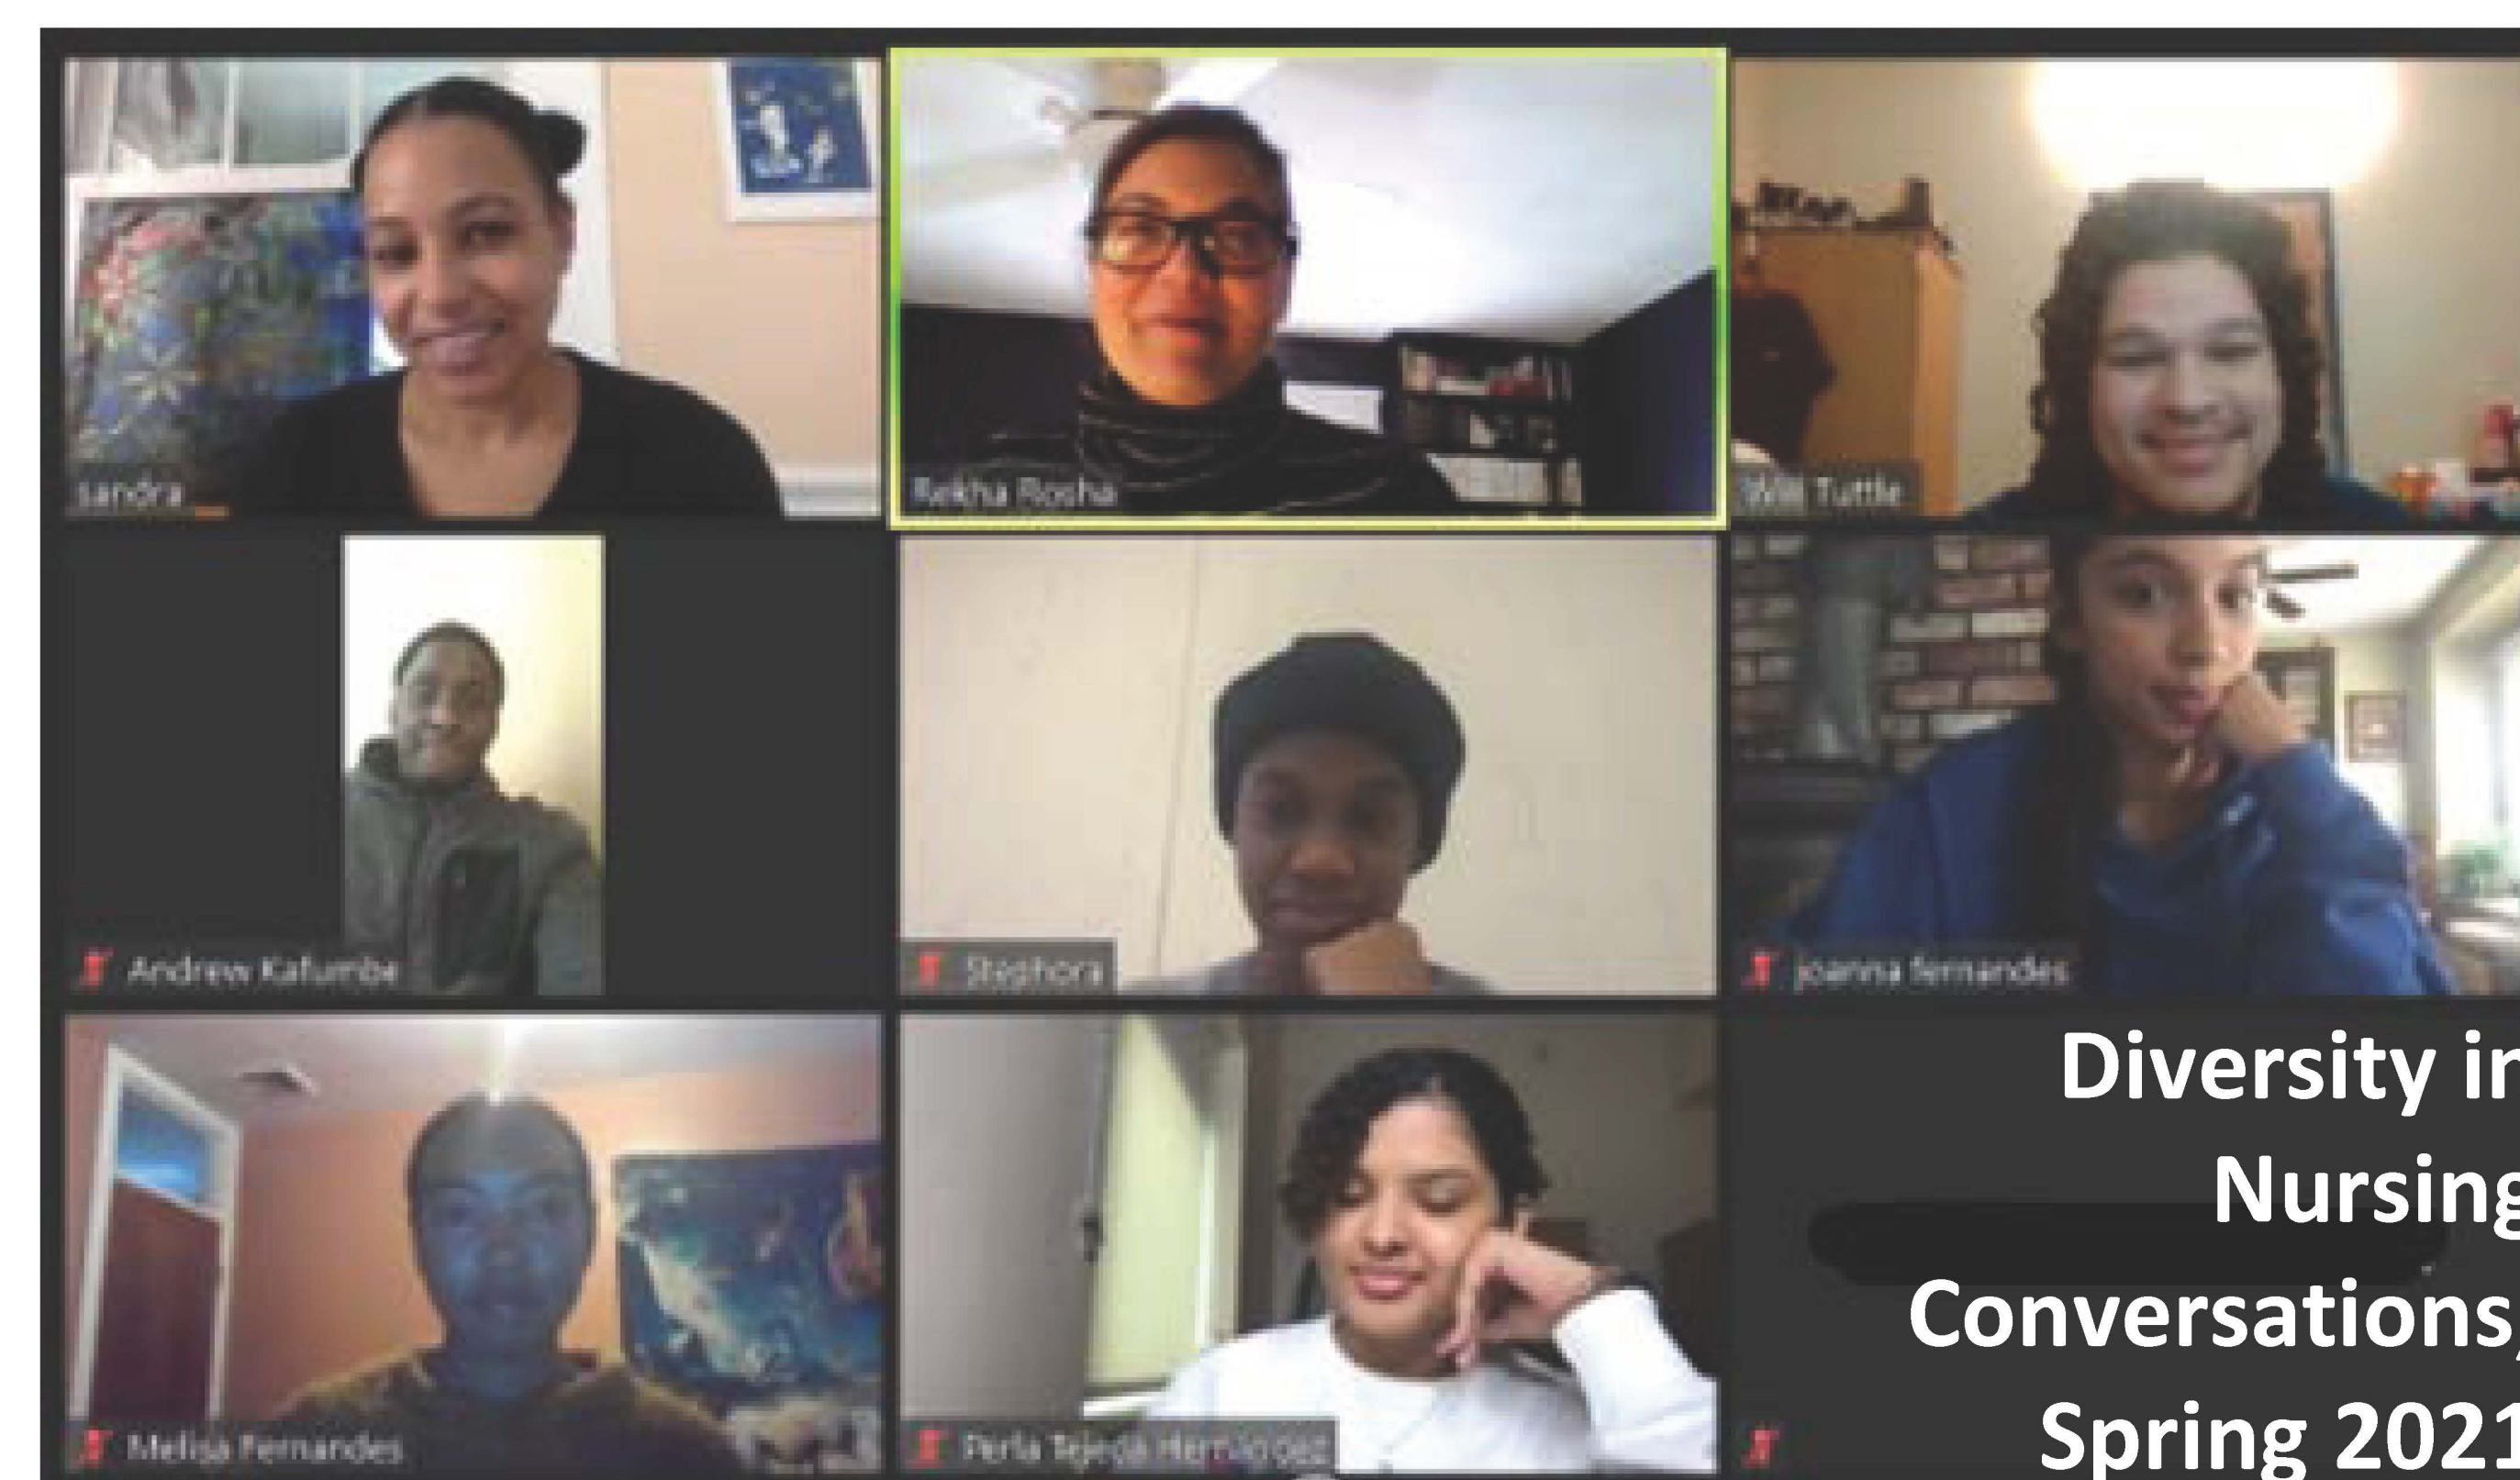 sandra
Rekha Rosha
Will Tuttle
Andrew Kafumbe
Stephora
joanna fernandes
Melisa Fernandes
Perla Tejeda Hernandez
Diversity in
Nursing
Conversations,
Spring 2021